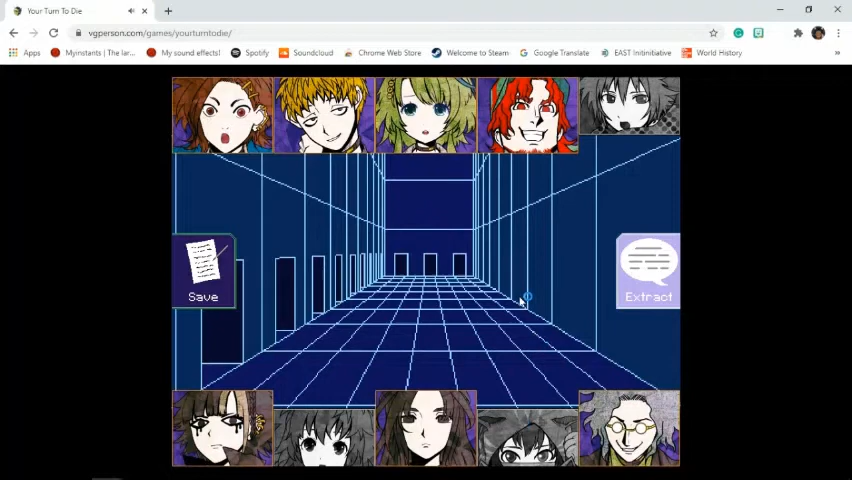 Your Turn To Die
vgperson.com/games/yourturntodie/
Apps
Myinstants | The lar...
My sound effects!
Spotify
Soundcloud
Chrome Web Store
Welcome to Steam
Google Translate
EAST Initinitiative
World History
Save
Extract